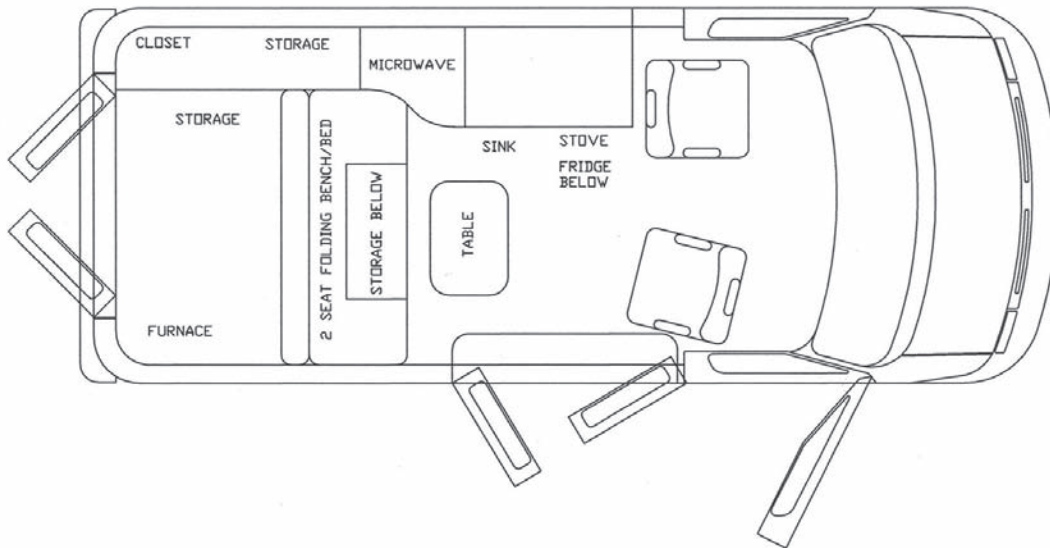 CLOSET
STORAGE
MICROWAVE
STORAGE
2 SEAT FOLDING BENCH/BED
STORAGE BELOW
TABLE
SINK
STOVE
FRIDGE
BELOW
FURNACE